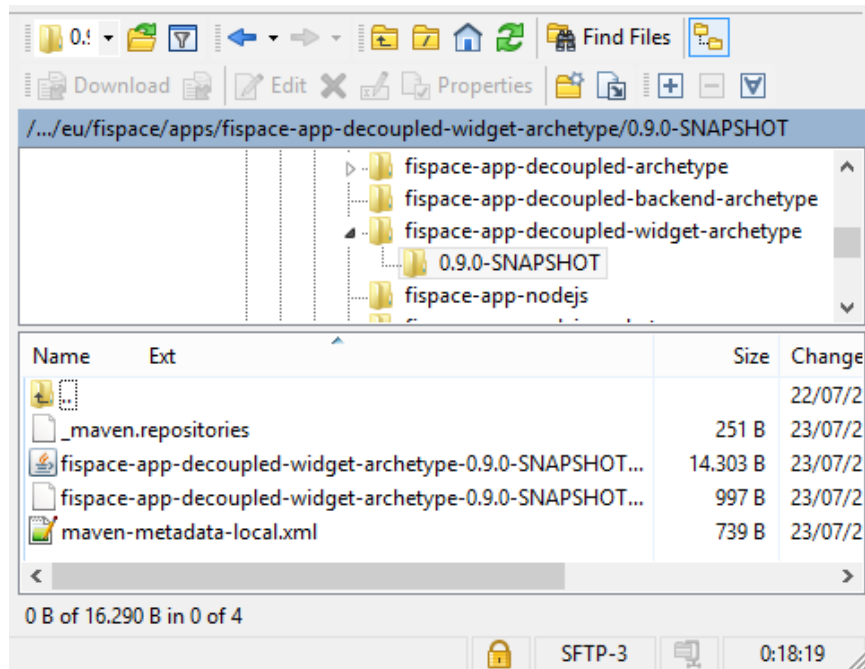 0.9 Find Files
Download Edit Properties
/.../eu/fispace/apps/fispace-app-decoupled-widget-archetype/0.9.0-SNAPSHOT
fispace-app-decoupled-archetype
fispace-app-decoupled-backend-archetype
fispace-app-decoupled-widget-archetype
0.9.0-SNAPSHOT
fispace-app-nodejs
Name Ext Size Change
.. 22/07/2
_maven.repositories 251 B 23/07/2
fispace-app-decoupled-widget-archetype-0.9.0-SNAPSHOT... 14.303 B 23/07/2
fispace-app-decoupled-widget-archetype-0.9.0-SNAPSHOT... 997 B 23/07/2
maven-metadata-local.xml 739 B 23/07/2
0 B of 16.290 B in 0 of 4
SFTP-3 0:18:19